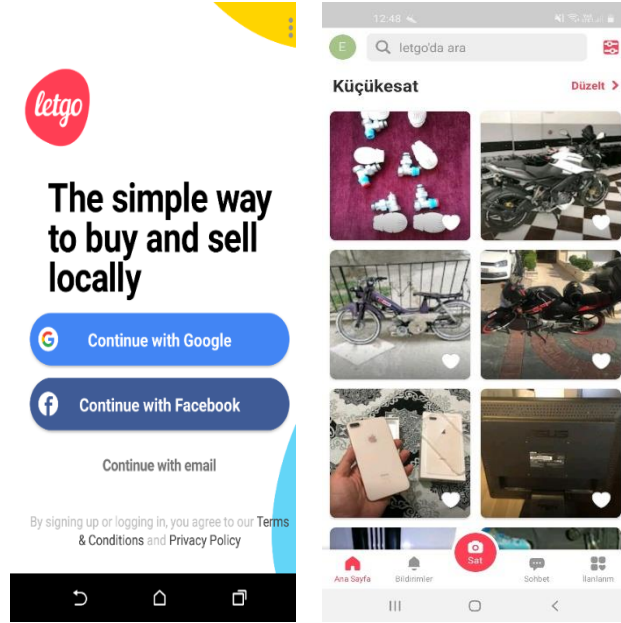 letgo
The simple way
to buy and sell
locally
Continue with Google
Continue with Facebook
Continue with email
By signing up or logging in, you agree to our Terms
& Conditions and Privacy Policy
12:48
E
letgo'da ara
Küçükesat
Düzelt
Ana Sayfa
Bildirimler
Sat
Sohbet
İlanlarım